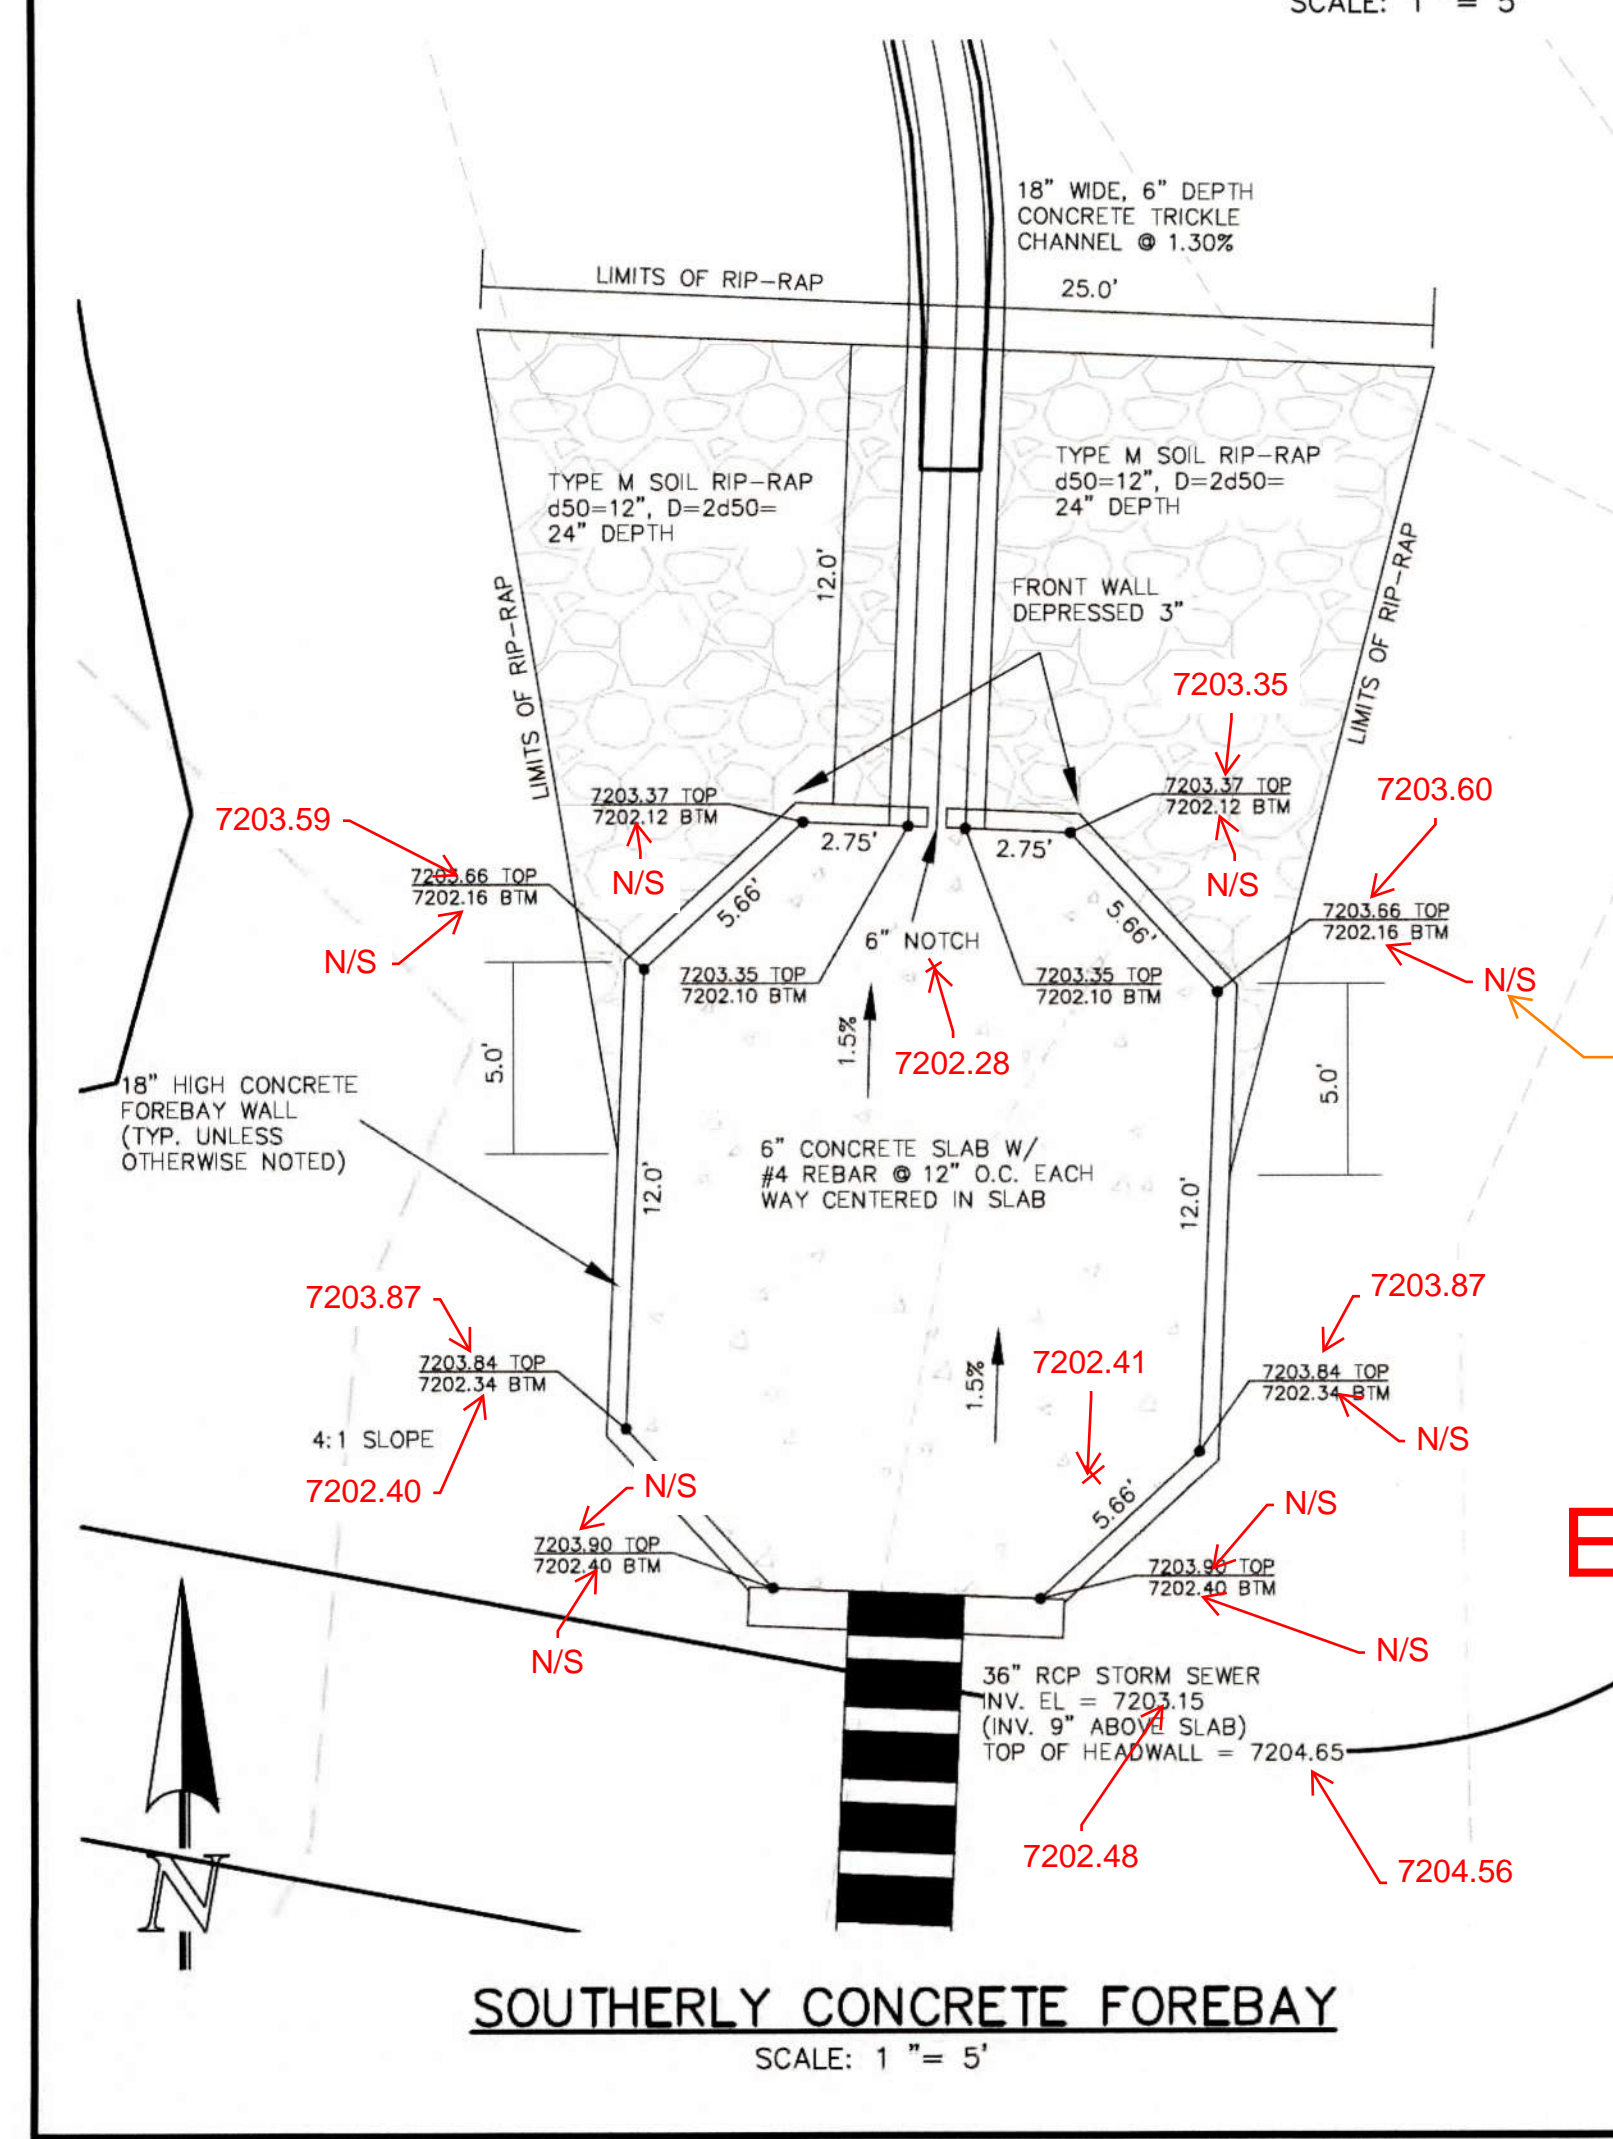 SCALE: 1 "= 5'
18" WIDE, 6" DEPTH
CONCRETE TRICKLE
CHANNEL @ 1.30%
LIMITS OF RIP-RAP
25.0'
TYPE M SOIL RIP-RAP
d50=12", D=2d50=
24" DEPTH
TYPE M SOIL RIP-RAP
d50=12", D=2d50=
24" DEPTH
12.0'
LIMITS OF RIP-RAP
LIMITS OF RIP-RAP
FRONT WALL
DEPRESSED 3"
7203.35
7203.37 TOP
7202.12 BTM
N/S
7203.37 TOP
7202.12 BTM
N/S
7203.59
7203.60
7203.66 TOP
7202.16 BTM
N/S
7203.66 TOP
7202.16 BTM
N/S
2.75'
2.75'
5.66'
5.66'
6" NOTCH
7203.35 TOP
7202.10 BTM
7203.35 TOP
7202.10 BTM
7202.28
1.5%
5.0'
5.0'
18" HIGH CONCRETE
FOREBAY WALL
(TYP. UNLESS
OTHERWISE NOTED)
6" CONCRETE SLAB W/
#4 REBAR @ 12" O.C. EACH
WAY CENTERED IN SLAB
12.0'
12.0'
7203.87
7203.87
7203.84 TOP
7202.34 BTM
7202.41
1.5%
7203.84 TOP
7202.34 BTM
N/S
4:1 SLOPE
7202.40
N/S
5.66'
N/S
E
7203.90 TOP
7202.40 BTM
N/S
7203.90 TOP
7202.40 BTM
N/S
36" RCP STORM SEWER
INV. EL = 7203.15
(INV. 9" ABOVE SLAB)
TOP OF HEADWALL = 7204.65
7202.48
7204.56
N
SOUTHERLY CONCRETE FOREBAY
SCALE: 1 "= 5'